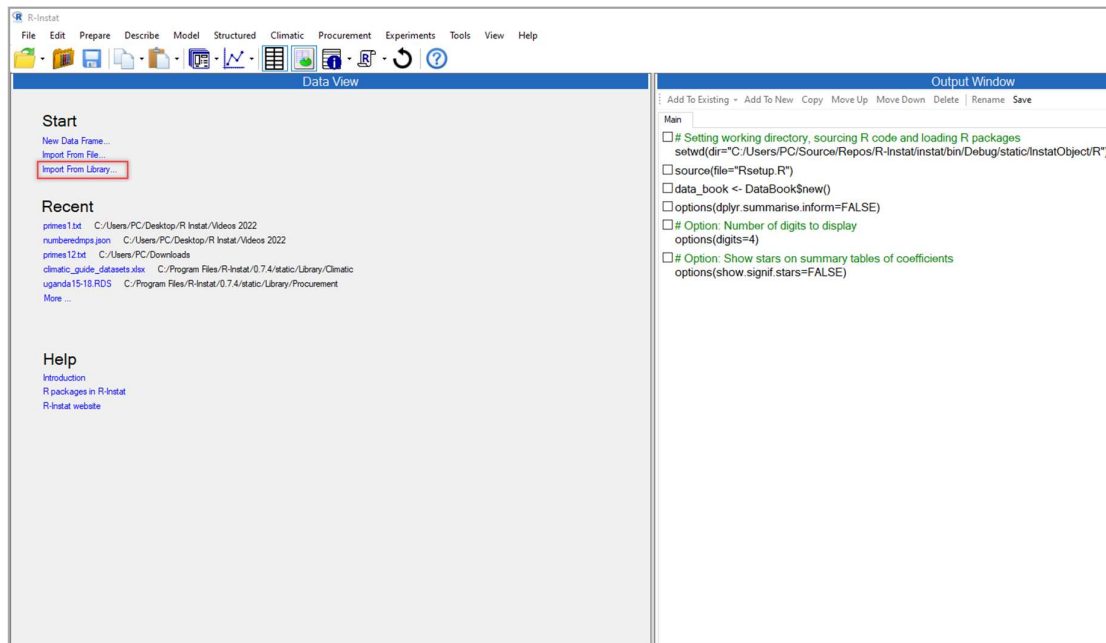 R-Instat
File Edit Prepare Describe Model Structured Climatic Procurement Experiments Tools View Help
Data View
Start
New Data Frame...
Import From File...
Import From Library...
Recent
primes1.txt C:/Users/PC/Desktop/R Instat/Videos 2022
numberedmps.json C:/Users/PC/Desktop/R Instat/Videos 2022
primes12.txt C:/Users/PC/Downloads
climatic_guide_datasets.xlsx C:/Program Files/R-Instat/0.7.4/static/Library/Climatic
uganda15-18.RDS C:/Program Files/R-Instat/0.7.4/static/Library/Procurement
More ...
Help
Introduction
R packages in R-Instat
R-Instat website
Output Window
Add To Existing Add To New Copy Move Up Move Down Delete Rename Save
Main
# Setting working directory, sourcing R code and loading R packages
setwd(dir="C:/Users/PC/Source/Repos/R-Instat/instat/bin/Debug/static/InstatObject/R")
source(file="Rsetup.R")
data_book <- DataBook$new()
options(dplyr.summarise.inform=FALSE)
# Option: Number of digits to display
options(digits=4)
# Option: Show stars on summary tables of coefficients
options(show.signif.stars=FALSE)